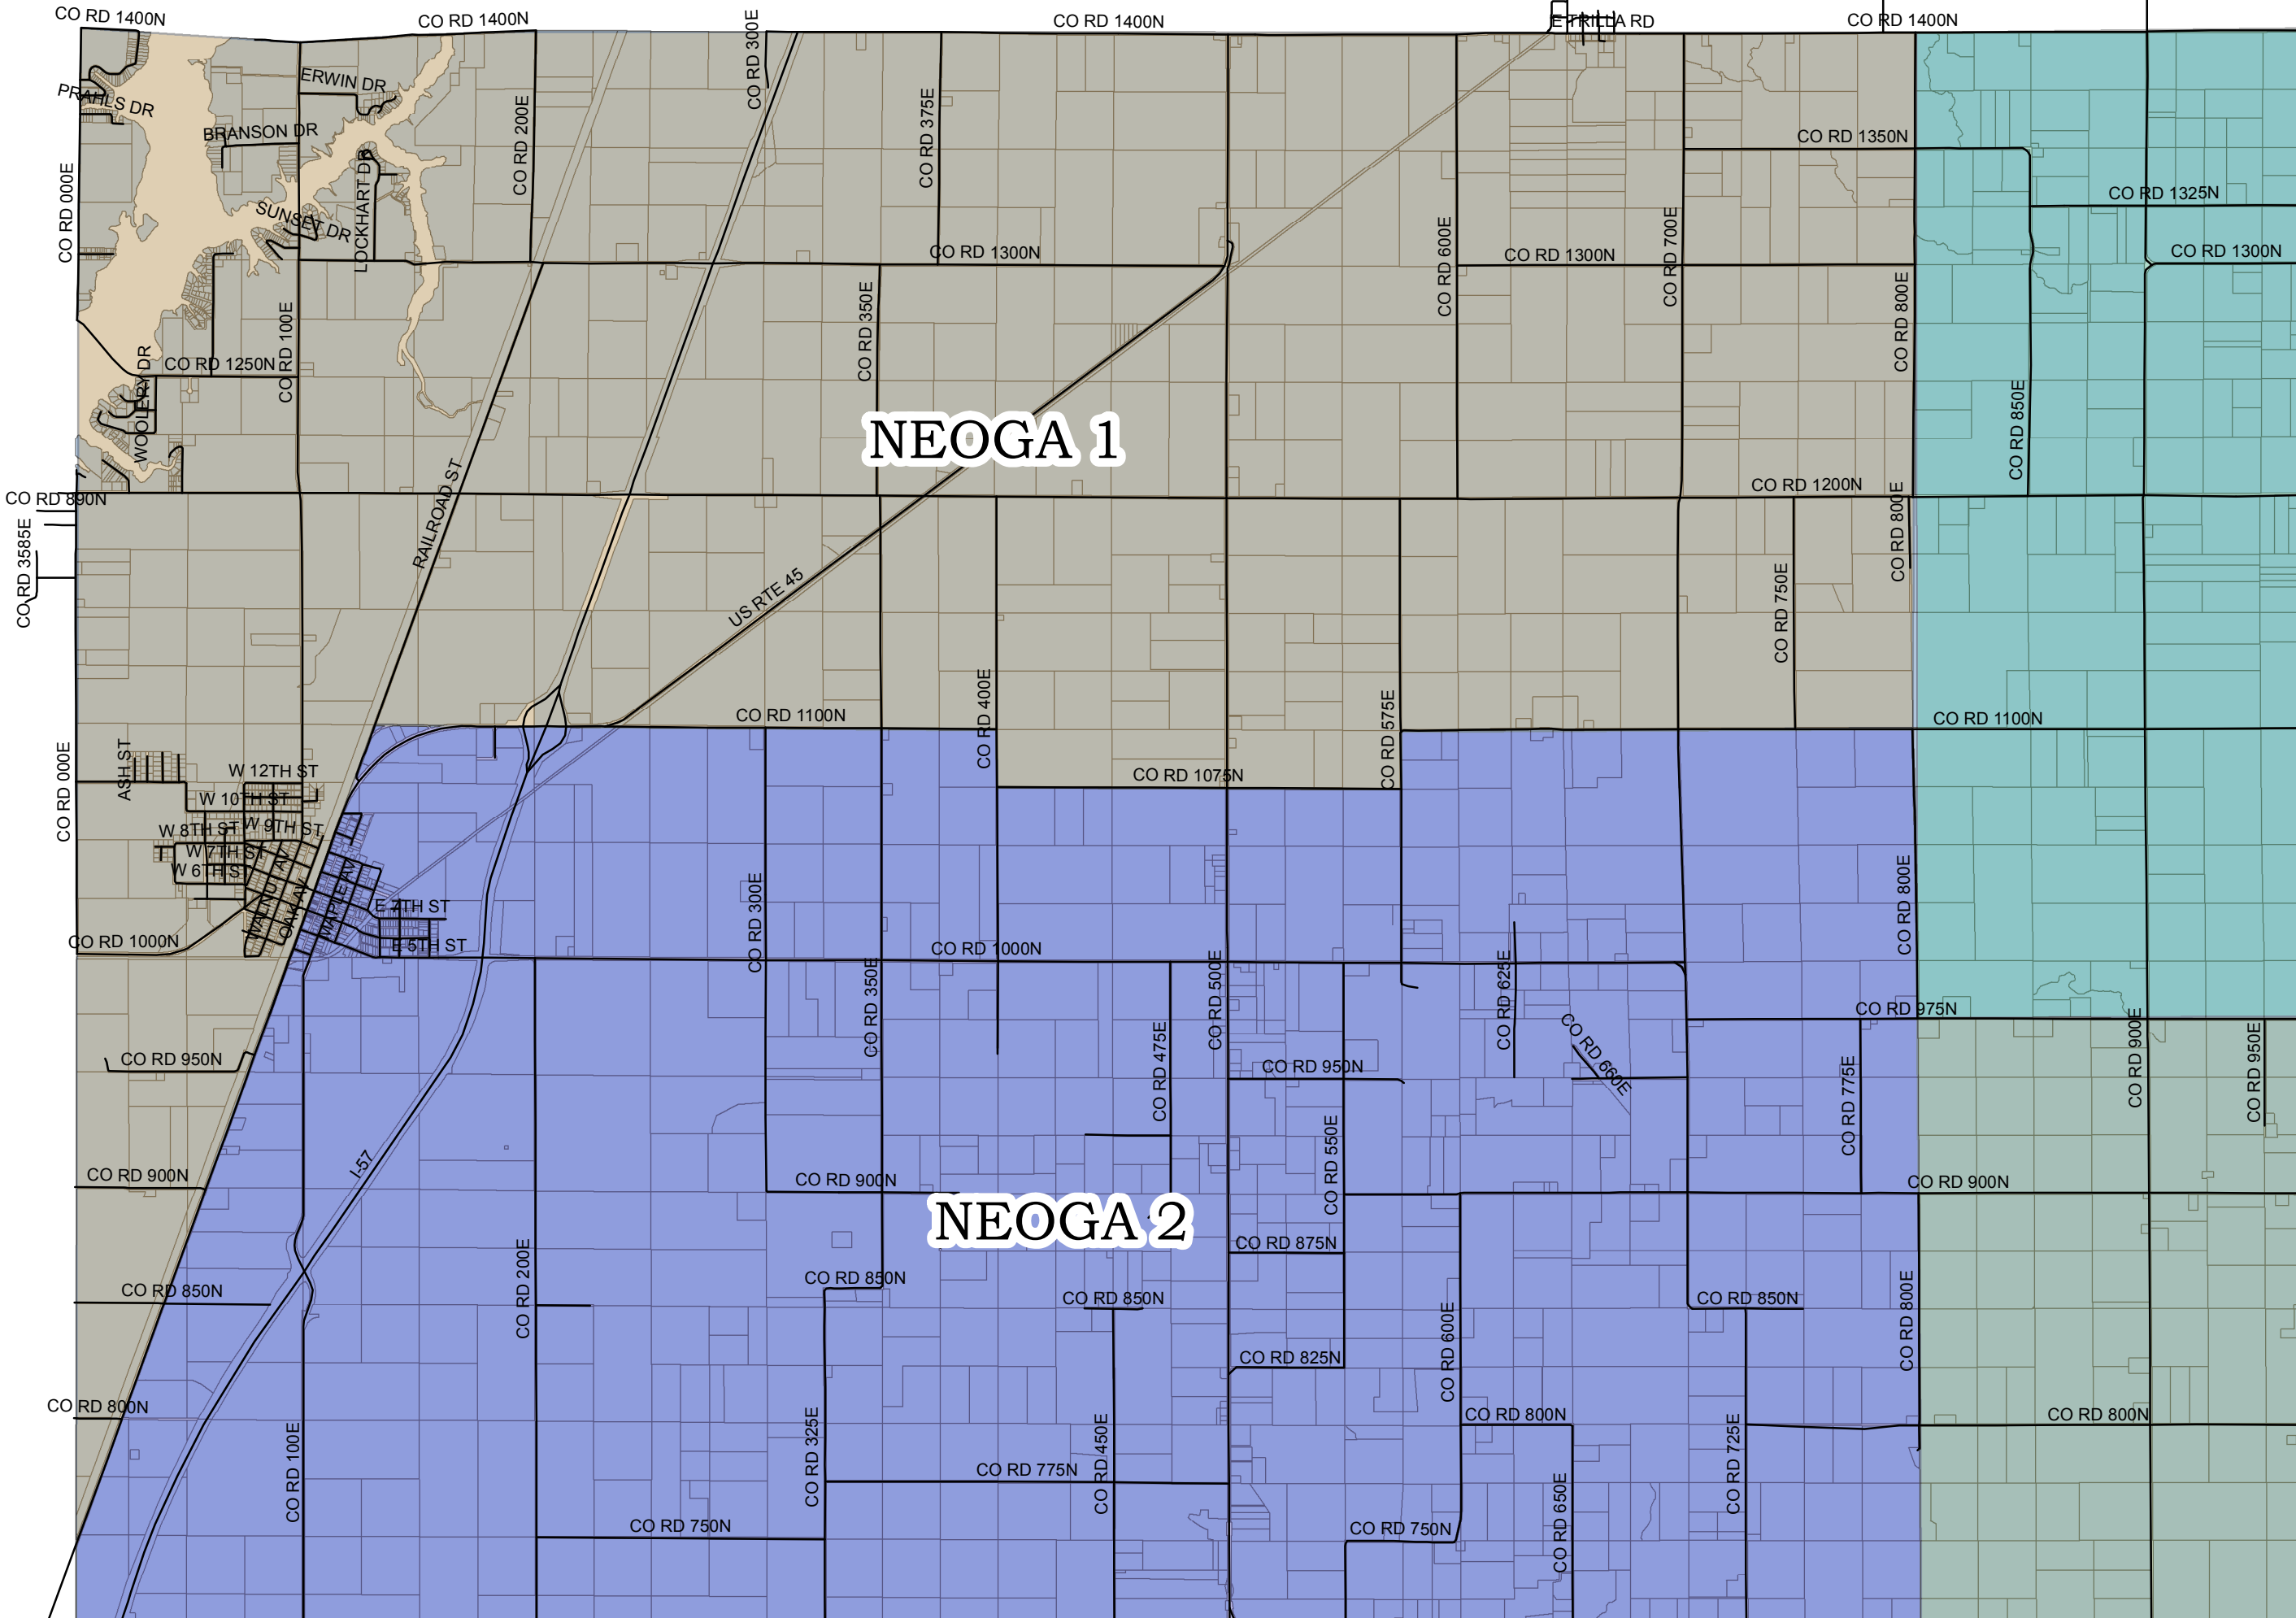 CO RD 1400N
CO RD 1400N
CO RD 300E
CO RD 1400N
E TRILLA RD
CO RD 1400N
PRAHLS DR
ERWIN DR
BRANSON DR
CO RD 200E
CO RD 375E
CO RD 1350N
CO RD 000E
SUNSET DR
LOCKHART DR
CO RD 1325N
CO RD 1300N
CO RD 600E
CO RD 1300N
CO RD 700E
CO RD 1300N
CO RD 100E
CO RD 350E
CO RD 800E
CO RD 1250N
WOOLERY DR
CO RD 850E
NEOGA 1
CO RD 890N
RAILROAD ST
CO RD 1200N
CO RD 800E
CO RD 3585E
US RTE 45
CO RD 750E
CO RD 400E
CO RD 575E
CO RD 1100N
CO RD 1100N
CO RD 000E
ASH ST
W 12TH ST
CO RD 1075N
W 10TH ST
W 8TH ST
W 9TH ST
W 7TH ST
W 6TH ST
WALNUT AV
OAK AV
MAPLE AV
E 7TH ST
E 5TH ST
CO RD 1000N
CO RD 300E
CO RD 1000N
CO RD 800E
CO RD 350E
CO RD 500E
CO RD 625E
CO RD 975N
CO RD 950N
CO RD 475E
CO RD 950N
CO RD 660E
CO RD 775E
CO RD 900E
CO RD 950E
I-57
CO RD 900N
CO RD 900N
CO RD 550E
CO RD 900N
NEOGA 2
CO RD 875N
CO RD 200E
CO RD 850N
CO RD 850N
CO RD 850N
CO RD 850N
CO RD 600E
CO RD 800E
CO RD 825N
CO RD 800N
CO RD 800N
CO RD 800N
CO RD 100E
CO RD 325E
CO RD 450E
CO RD 725E
CO RD 775N
CO RD 650E
CO RD 750N
CO RD 750N